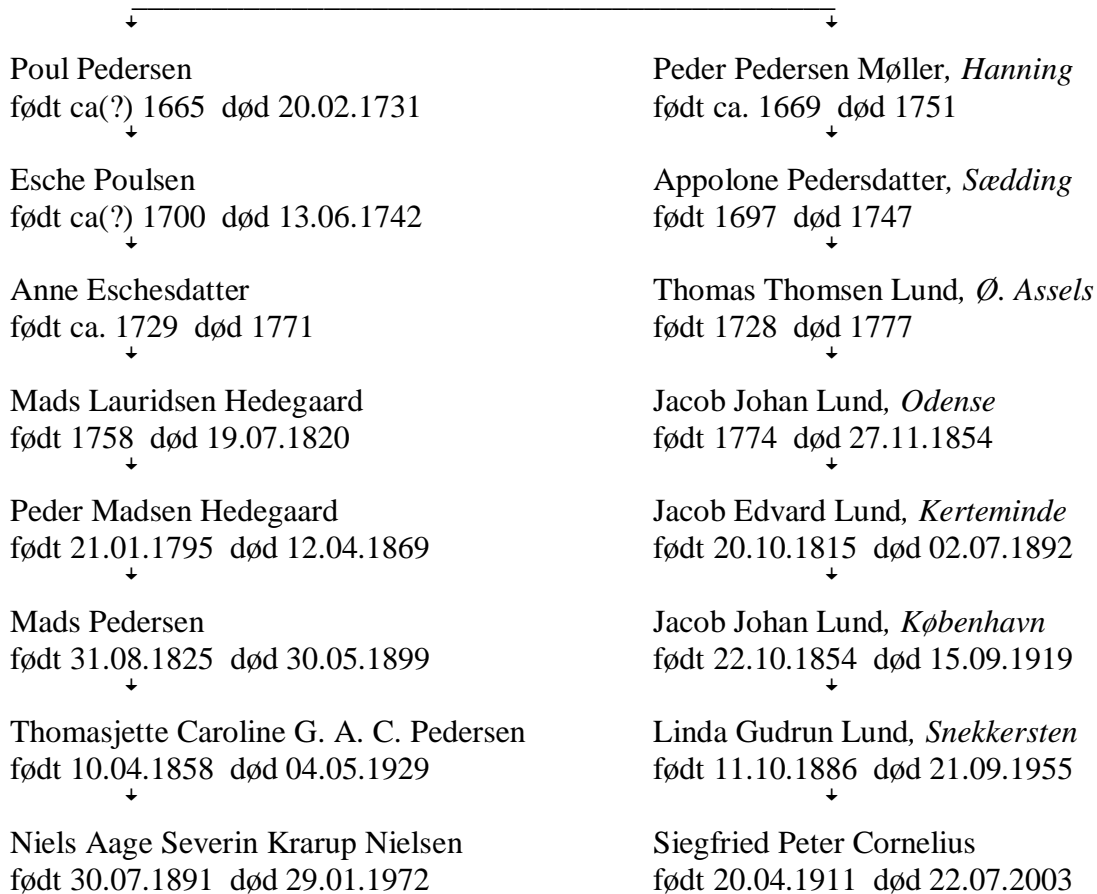 Poul Pedersen
født ca(?) 1665 død 20.02.1731
Esche Poulsen
født ca(?) 1700 død 13.06.1742
Anne Eschesdatter
født ca. 1729 død 1771
Mads Lauridsen Hedegaard
født 1758 død 19.07.1820
Peder Madsen Hedegaard
født 21.01.1795 død 12.04.1869
Mads Pedersen
født 31.08.1825 død 30.05.1899
Thomasjette Caroline G. A. C. Pedersen
født 10.04.1858 død 04.05.1929
Niels Aage Severin Krarup Nielsen
født 30.07.1891 død 29.01.1972
Peder Pedersen Møller, Hanning
født ca. 1669 død 1751
Appolone Pedersdatter, Sædding
født 1697 død 1747
Thomas Thomsen Lund, Ø. Assels
født 1728 død 1777
Jacob Johan Lund, Odense
født 1774 død 27.11.1854
Jacob Edvard Lund, Kerteminde
født 20.10.1815 død 02.07.1892
Jacob Johan Lund, København
født 22.10.1854 død 15.09.1919
Linda Gudrun Lund, Snekkersten
født 11.10.1886 død 21.09.1955
Siegfried Peter Cornelius
født 20.04.1911 død 22.07.2003